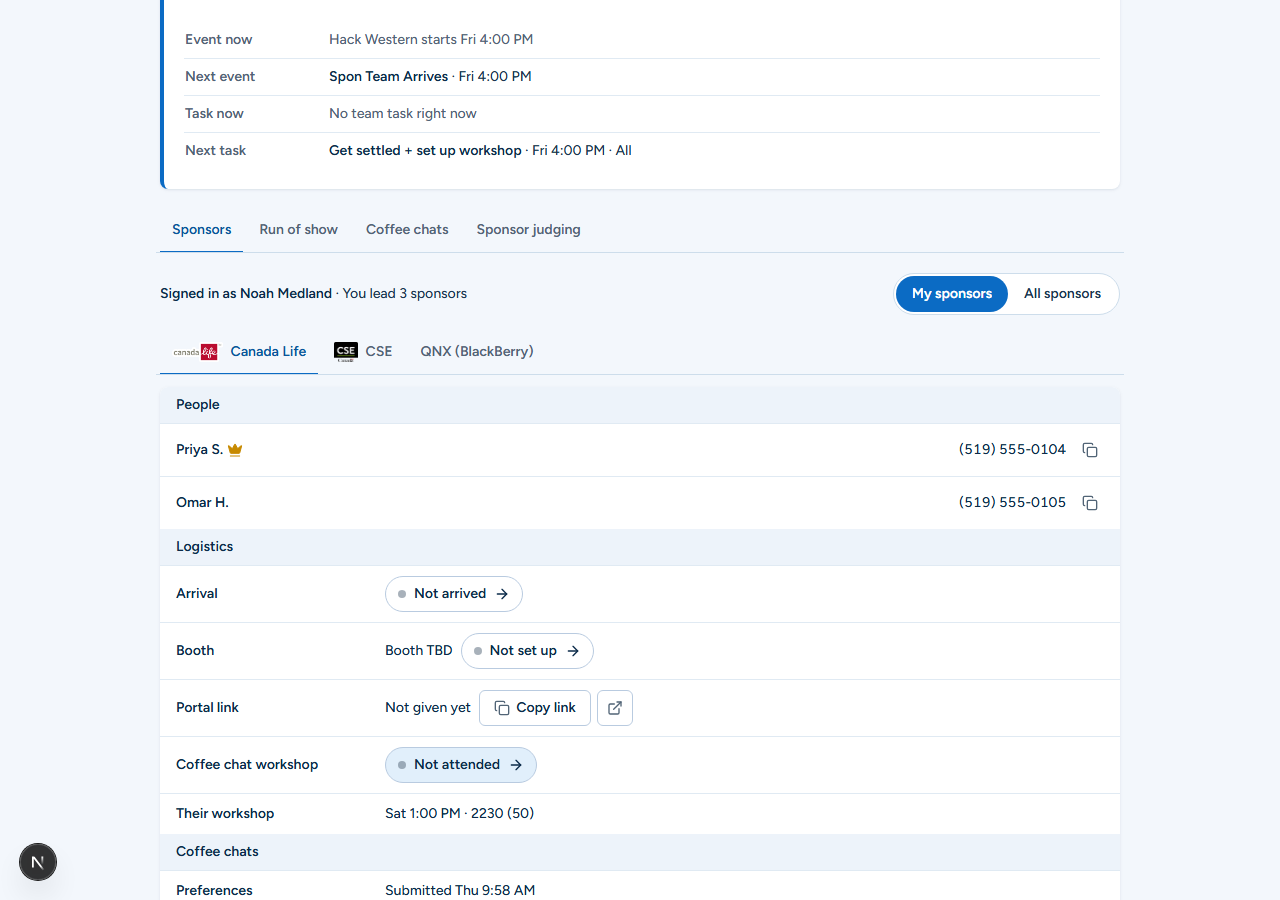 Event now Hack Western starts Fri 4:00 PM
Next event Spon Team Arrives · Fri 4:00 PM
Task now No team task right now
Next task Get settled + set up workshop · Fri 4:00 PM · All
Sponsors Run of show Coffee chats Sponsor judging
Signed in as Noah Medland · You lead 3 sponsors My sponsors All sponsors
canada life Canada Life CSE Canada CSE QNX (BlackBerry)
People
Priya S. (519) 555-0104
Omar H. (519) 555-0105
Logistics
Arrival Not arrived
Booth Booth TBD Not set up
Portal link Not given yet Copy link
Coffee chat workshop Not attended
Their workshop Sat 1:00 PM · 2230 (50)
Coffee chats
Preferences Submitted Thu 9:58 AM
N